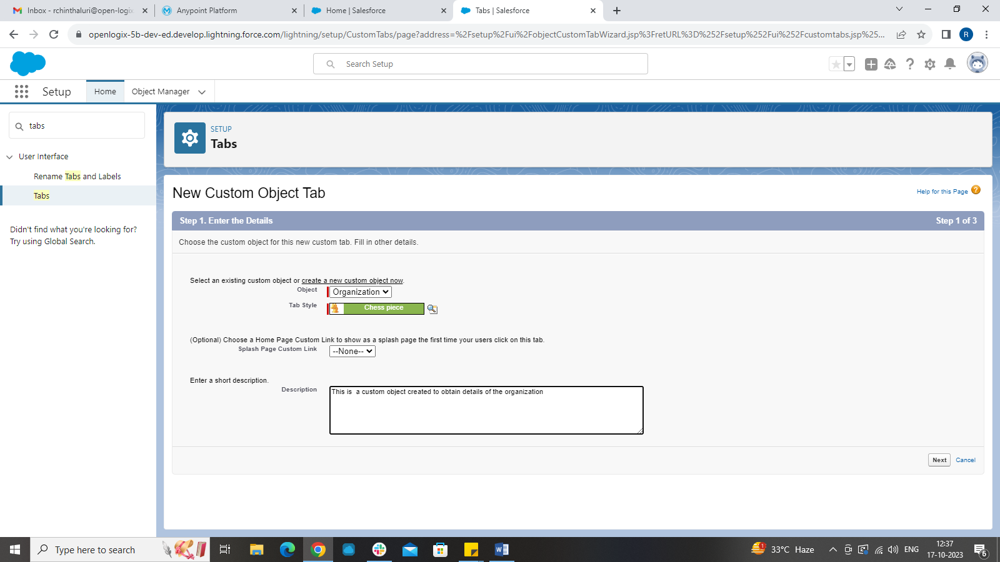 Inbox - rchinthaluri@open-logix
Anypoint Platform
Home | Salesforce
Tabs | Salesforce
openlogix-5b-dev-ed.develop.lightning.force.com/lightning/setup/CustomTabs/page?address=%2Fsetup%2Fui%2FobjectCustomTabWizard.jsp%3FretURL%3D%252Fsetup%252Fui%252Fcustomtabs.jsp%25...
R
Search Setup
Setup
Home
Object Manager
tabs
User Interface
Rename Tabs and Labels
Tabs
Didn't find what you're looking for?
Try using Global Search.
SETUP
Tabs
New Custom Object Tab
Help for this Page
Step 1. Enter the Details
Step 1 of 3
Choose the custom object for this new custom tab. Fill in other details.
Select an existing custom object or create a new custom object now.
Object
Organization
Tab Style
Chess piece
(Optional) Choose a Home Page Custom Link to show as a splash page the first time your users click on this tab.
Splash Page Custom Link
--None--
Enter a short description.
Description
This is  a custom object created to obtain details of the organization
Next
Cancel
Type here to search
1
33°C Haze
ENG
12:37
17-10-2023
6